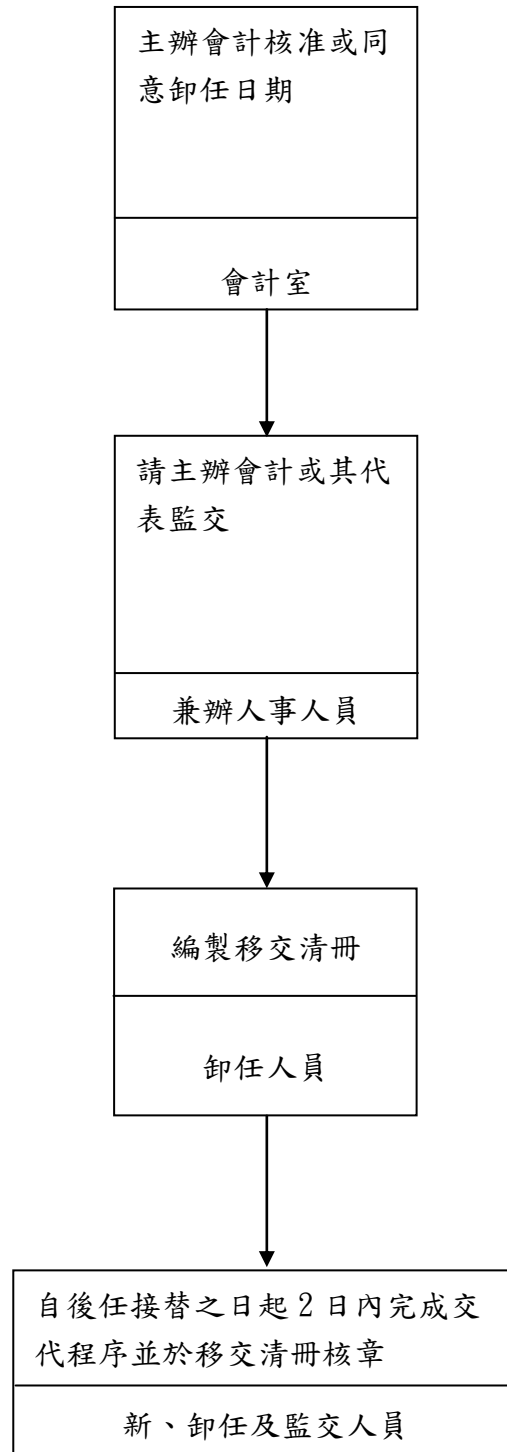 主辦會計核准或同
意卸任日期
會計室
請主辦會計或其代
表監交
兼辦人事人員
編製移交清冊
卸任人員
自後任接替之日起 2 日內完成交
代程序並於移交清冊核章
新、卸任及監交人員